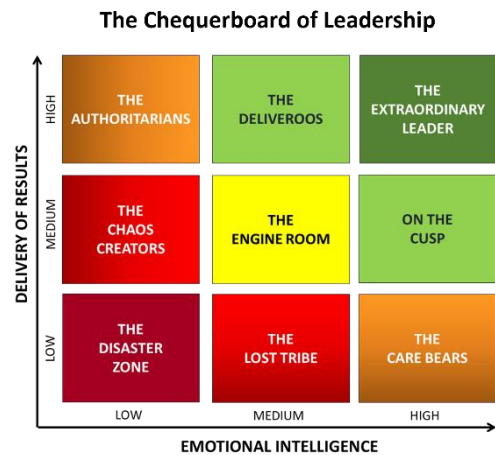 The Chequerboard of Leadership
DELIVERY OF RESULTS
HIGH
THE
AUTHORITARIANS
THE
DELIVEROOS
THE
EXTRAORDINARY
LEADER
MEDIUM
THE
CHAOS
CREATORS
THE
ENGINE ROOM
ON THE
CUSP
LOW
THE
DISASTER
ZONE
THE
LOST TRIBE
THE
CARE BEARS
LOW
MEDIUM
HIGH
EMOTIONAL INTELLIGENCE